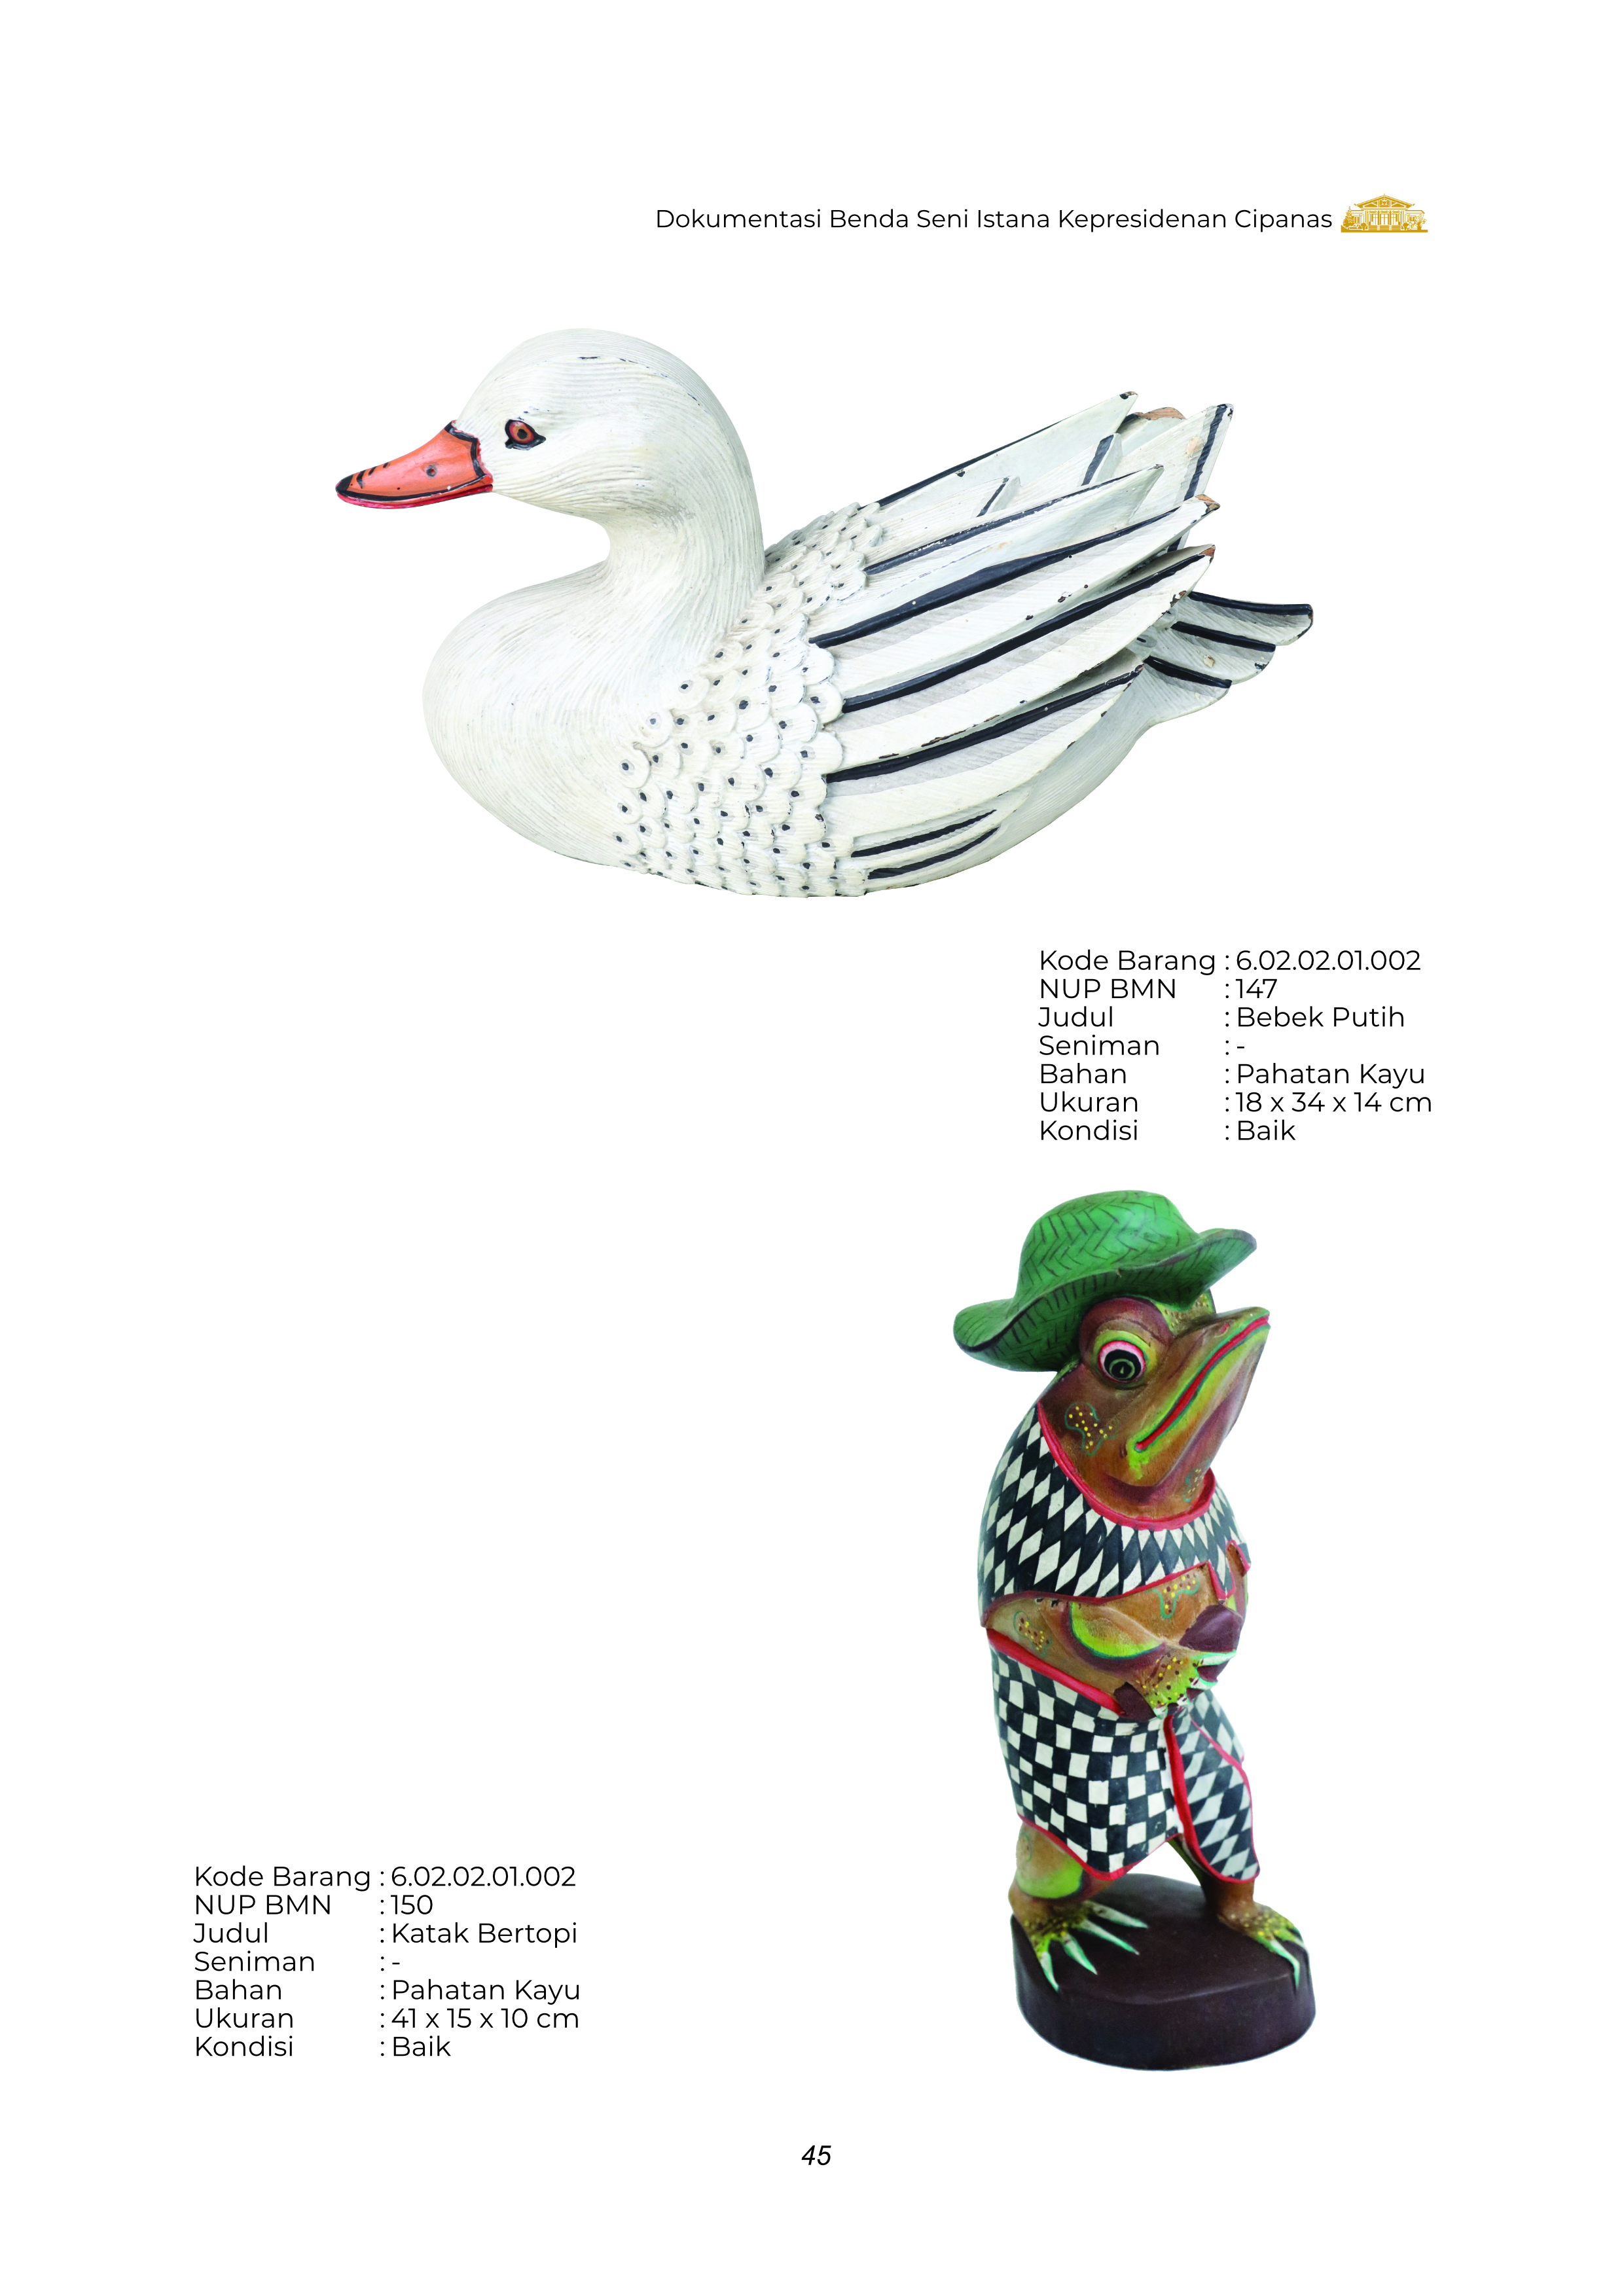 Dokumentasi Benda Seni Istana Kepresidenan Cipanas
Kode Barang : 6.02.02.01.002
NUP BMN : 147
Judul : Bebek Putih
Seniman : -
Bahan : Pahatan Kayu
Ukuran : 18 x 34 x 14 cm
Kondisi : Baik
Kode Barang : 6.02.02.01.002
NUP BMN : 150
Judul : Katak Bertopi
Seniman : -
Bahan : Pahatan Kayu
Ukuran : 41 x 15 x 10 cm
Kondisi : Baik
45